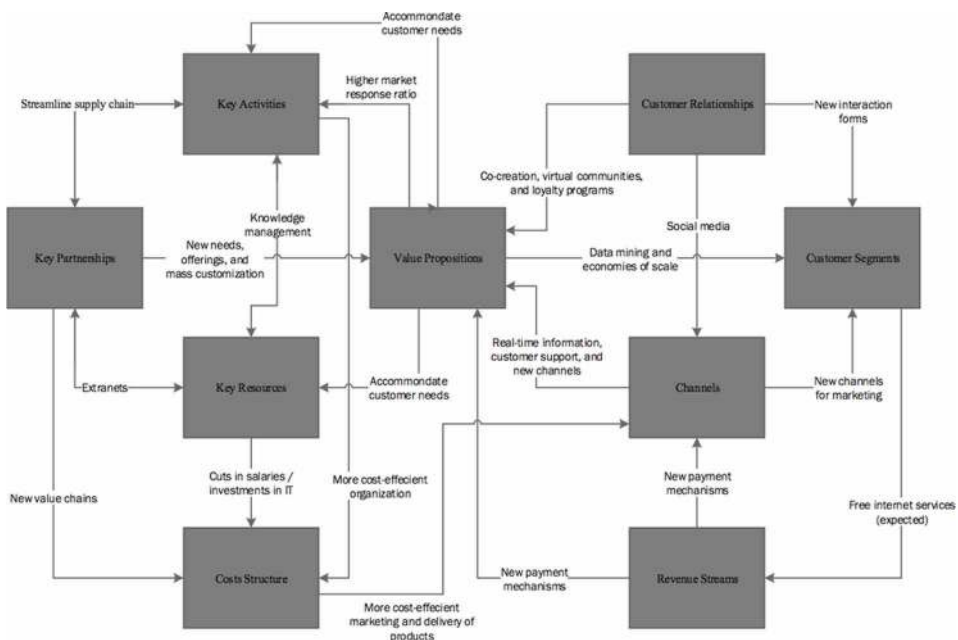 Accommondate
customer needs
Key Activities
Higher market
response ratio
Customer Relationships
Streamline supply chain
New interaction
forms
Co-creation, virtual communities,
and loyalty programs
Knowledge
management
Social media
Key Partnerships
New needs,
offerings, and
mass customization
Value Propositions
Data mining and
economies of scale
Customer Segments
Real-time information,
customer support, and
new channels
Extranets
Key Resources
Accommondate
customer needs
Channels
New channels
for marketing
Cuts in salaries /
investments in IT
More cost-effecient
organization
New payment
mechanisms
New value chains
Free internet services
(expected)
Costs Structure
New payment
mechanisms
Revenue Streams
More cost-effecient
marketing and delivery of
products